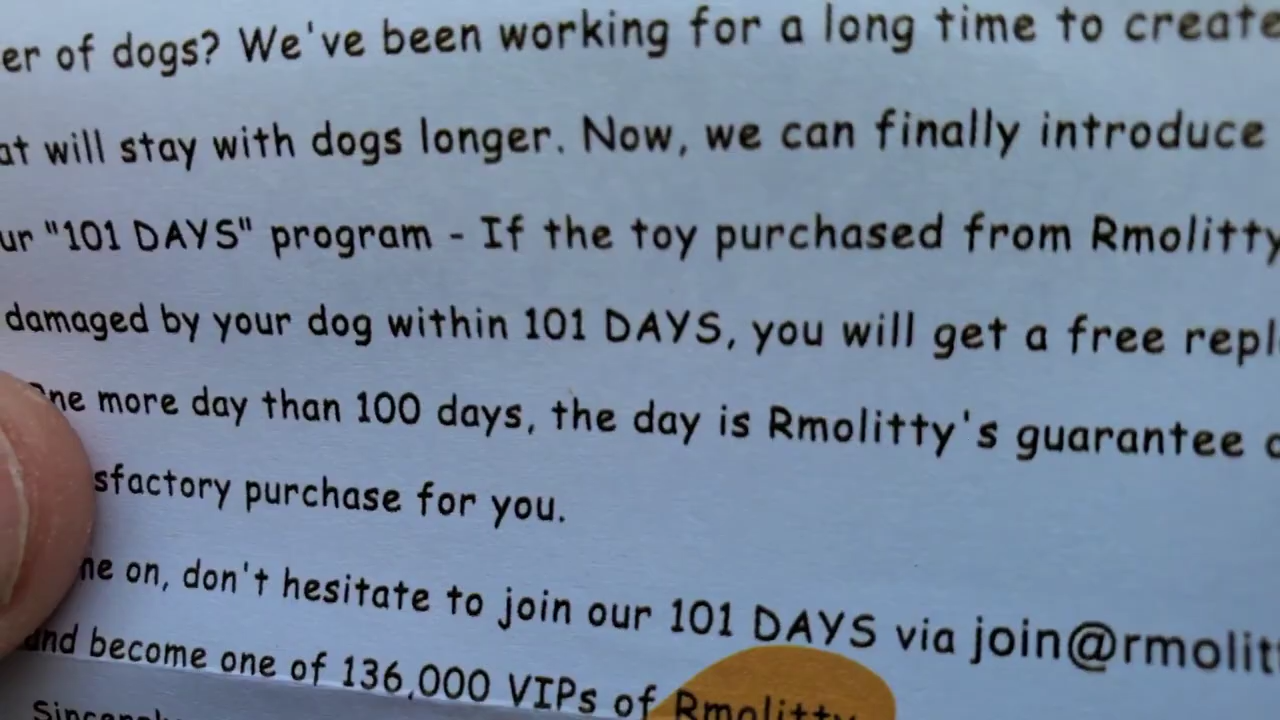 er of dogs? We've been working for a long time to create
at will stay with dogs longer. Now, we can finally introduce
ur "101 DAYS" program - If the toy purchased from Rmolitty
damaged by your dog within 101 DAYS, you will get a free repl
ne more day than 100 days, the day is Rmolitty's guarantee
sfactory purchase for you.
ne on, don't hesitate to join our 101 DAYS via join@rmolit
and become one of 136,000 VIPs of Rmolitty